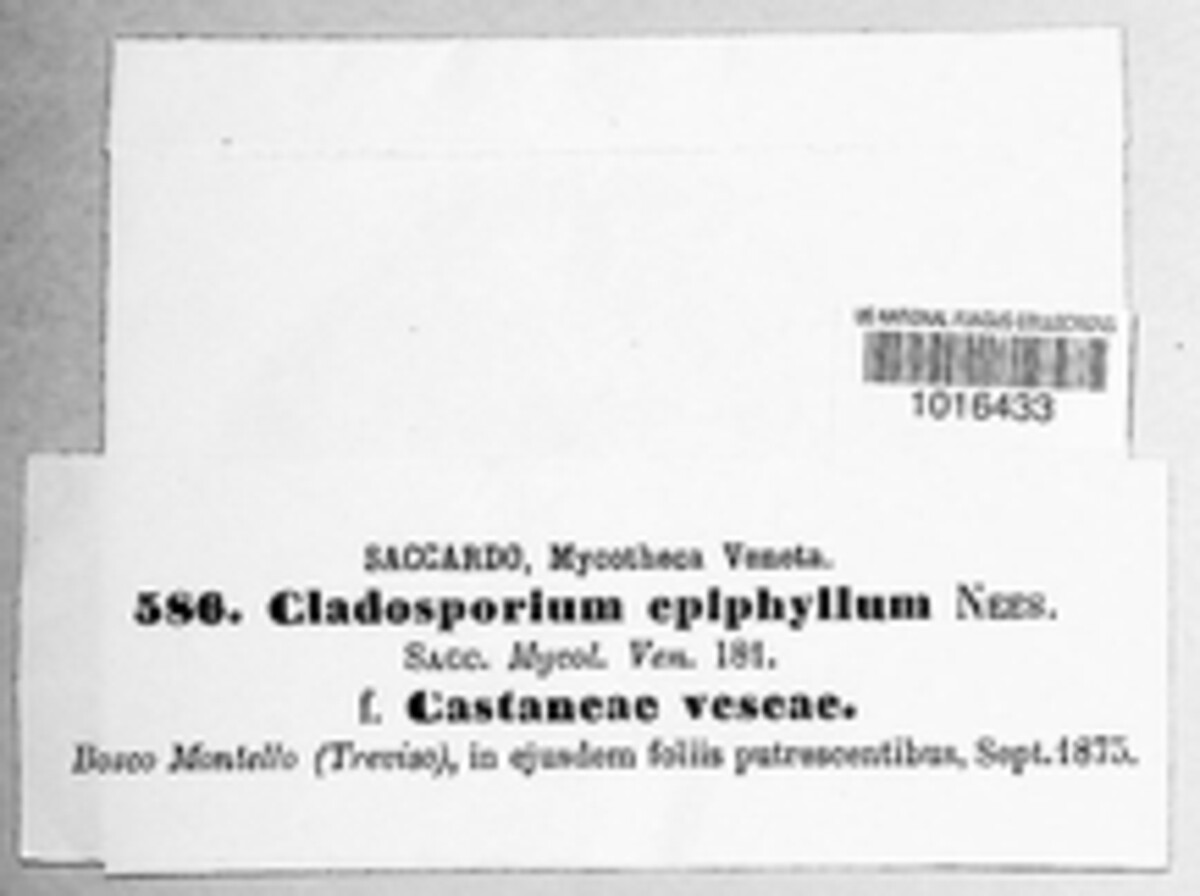 US NATIONAL FUNGUS COLLECTIONS
1016433
SACCARDO, Mycotheca Veneta.
586. Cladosporium epiphyllum NEES.
SACC. Mycol. Ven. 181.
f. Castaneae vescae.
Bosco Montello (Treviso), in ejusdem foliis putrescentibus, Sept. 1875.